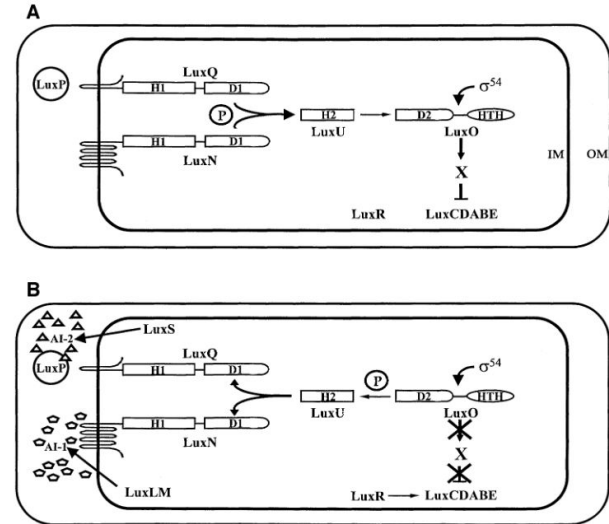 A
LuxQ
LuxP
H1 D1
P
H2
LuxU
D2
σ54
HTH
LuxO
H1 D1
LuxN
X
IM
OM
LuxR
LuxCDABE
B
AI-2
LuxS
LuxP
LuxQ
H1 D1
H2
LuxU
P
D2
σ54
HTH
LuxO
H1 D1
LuxN
X
AI-1
LuxLM
LuxR
LuxCDABE